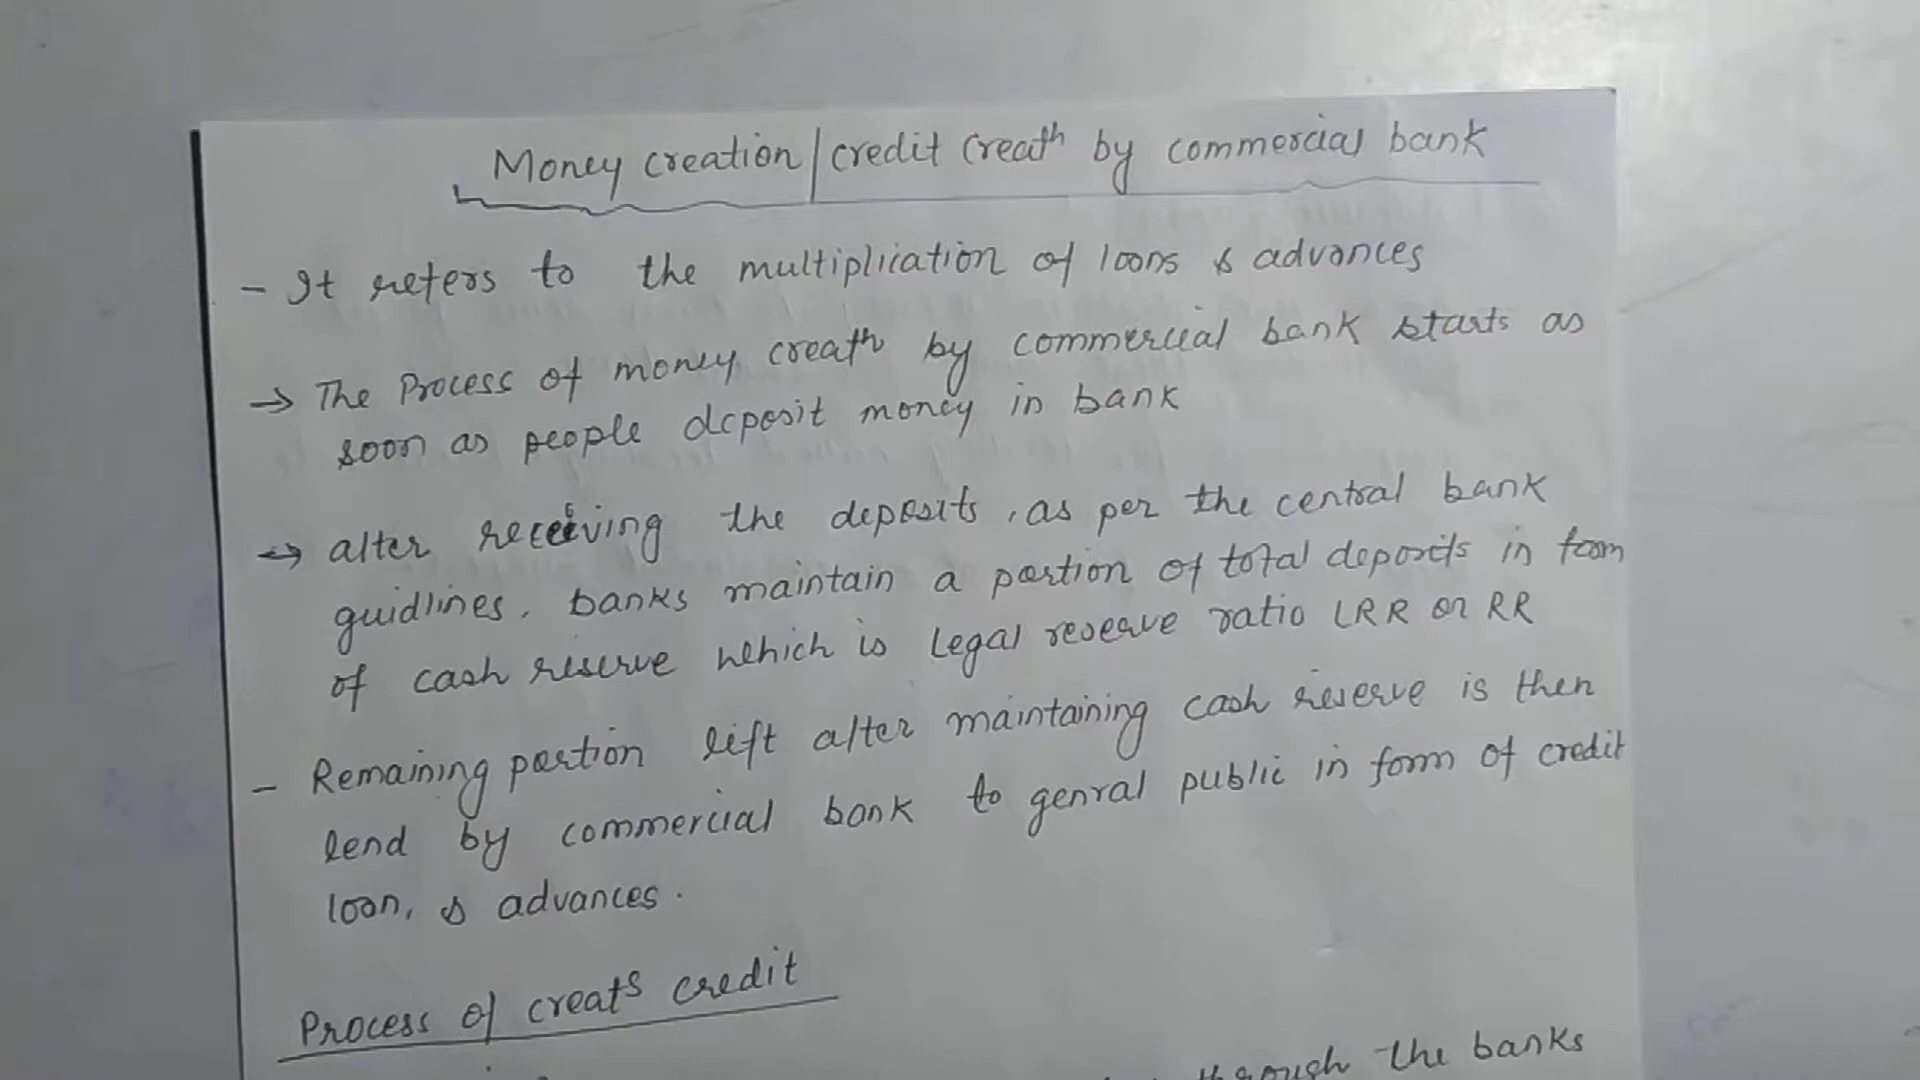 Money creation/credit creatn by commercial bank
- It refers to the multiplication of loans & advances
→ The Process of money creatn by commercial bank starts as
soon as people deposit money in bank
→ after receiving the deposits, as per the central bank
guidlines, banks maintain a portion of total deposits in form
of cash reserve which is Legal reserve ratio LRR or RR
- Remaining portion left after maintaining cash reserve is then
lend by commercial bank to genral public in form of credit
loan, & advances.
Process of creats credit
through the banks